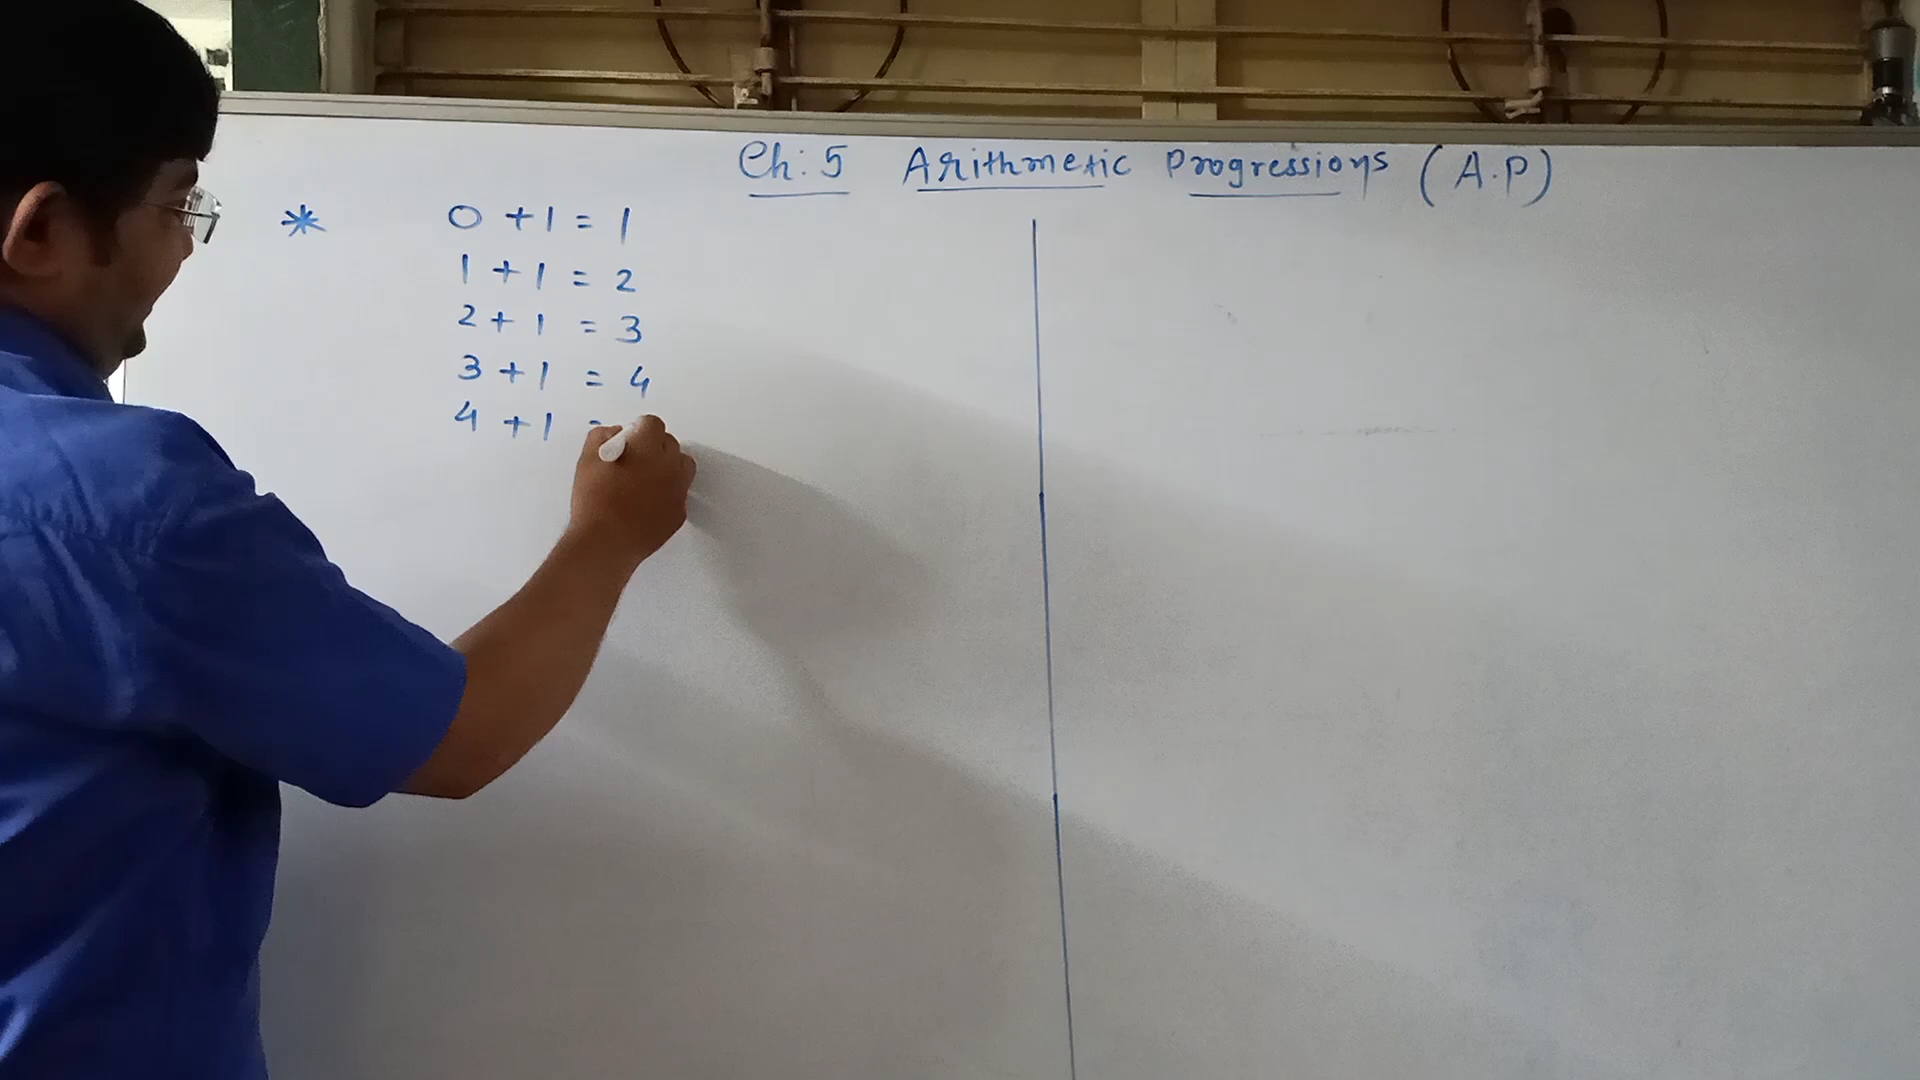 Ch: 5 Arithmetic Progressions (A.P)
* 0 + 1 = 1
1 + 1 = 2
2 + 1 = 3
3 + 1 = 4
4 + 1 =